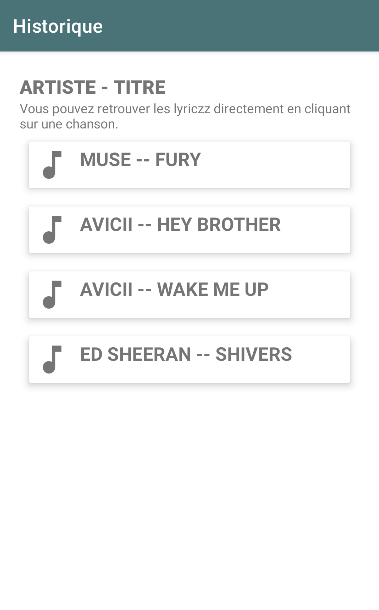 Historique
ARTISTE - TITRE
Vous pouvez retrouver les lyriczz directement en cliquant
sur une chanson.
MUSE -- FURY
AVICII -- HEY BROTHER
AVICII -- WAKE ME UP
ED SHEERAN -- SHIVERS